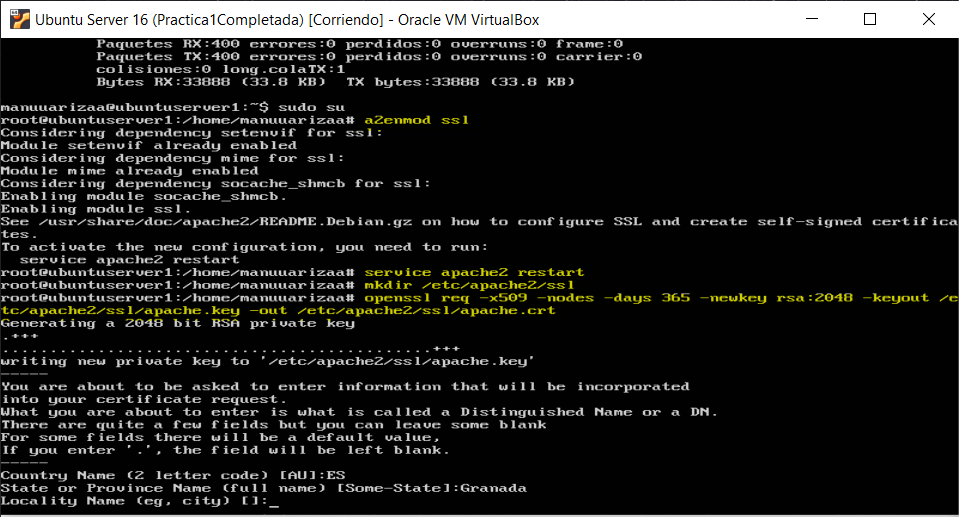 Ubuntu Server 16 (Practica1Completada) [Corriendo] - Oracle VM VirtualBox
Paquetes RX:400 errores:0 perdidos:0 overruns:0 frame:0
Paquetes TX:400 errores:0 perdidos:0 overruns:0 carrier:0
colisiones:0 long.colaTX:1
Bytes RX:33888 (33.8 KB)  TX bytes:33888 (33.8 KB)
manuuarizaa@ubuntuserver1:~$ sudo su
root@ubuntuserver1:/home/manuuarizaa# a2enmod ssl
Considering dependency setenvif for ssl:
Module setenvif already enabled
Considering dependency mime for ssl:
Module mime already enabled
Considering dependency socache_shmcb for ssl:
Enabling module socache_shmcb.
Enabling module ssl.
See /usr/share/doc/apache2/README.Debian.gz on how to configure SSL and create self-signed certifica
tes.
To activate the new configuration, you need to run:
  service apache2 restart
root@ubuntuserver1:/home/manuuarizaa# service apache2 restart
root@ubuntuserver1:/home/manuuarizaa# mkdir /etc/apache2/ssl
root@ubuntuserver1:/home/manuuarizaa# openssl req -x509 -nodes -days 365 -newkey rsa:2048 -keyout /e
tc/apache2/ssl/apache.key -out /etc/apache2/ssl/apache.crt
Generating a 2048 bit RSA private key
.+++
.............................................+++
writing new private key to '/etc/apache2/ssl/apache.key'
-----
You are about to be asked to enter information that will be incorporated
into your certificate request.
What you are about to enter is what is called a Distinguished Name or a DN.
There are quite a few fields but you can leave some blank
For some fields there will be a default value,
If you enter '.', the field will be left blank.
-----
Country Name (2 letter code) [AU]:ES
State or Province Name (full name) [Some-State]:Granada
Locality Name (eg, city) []:_